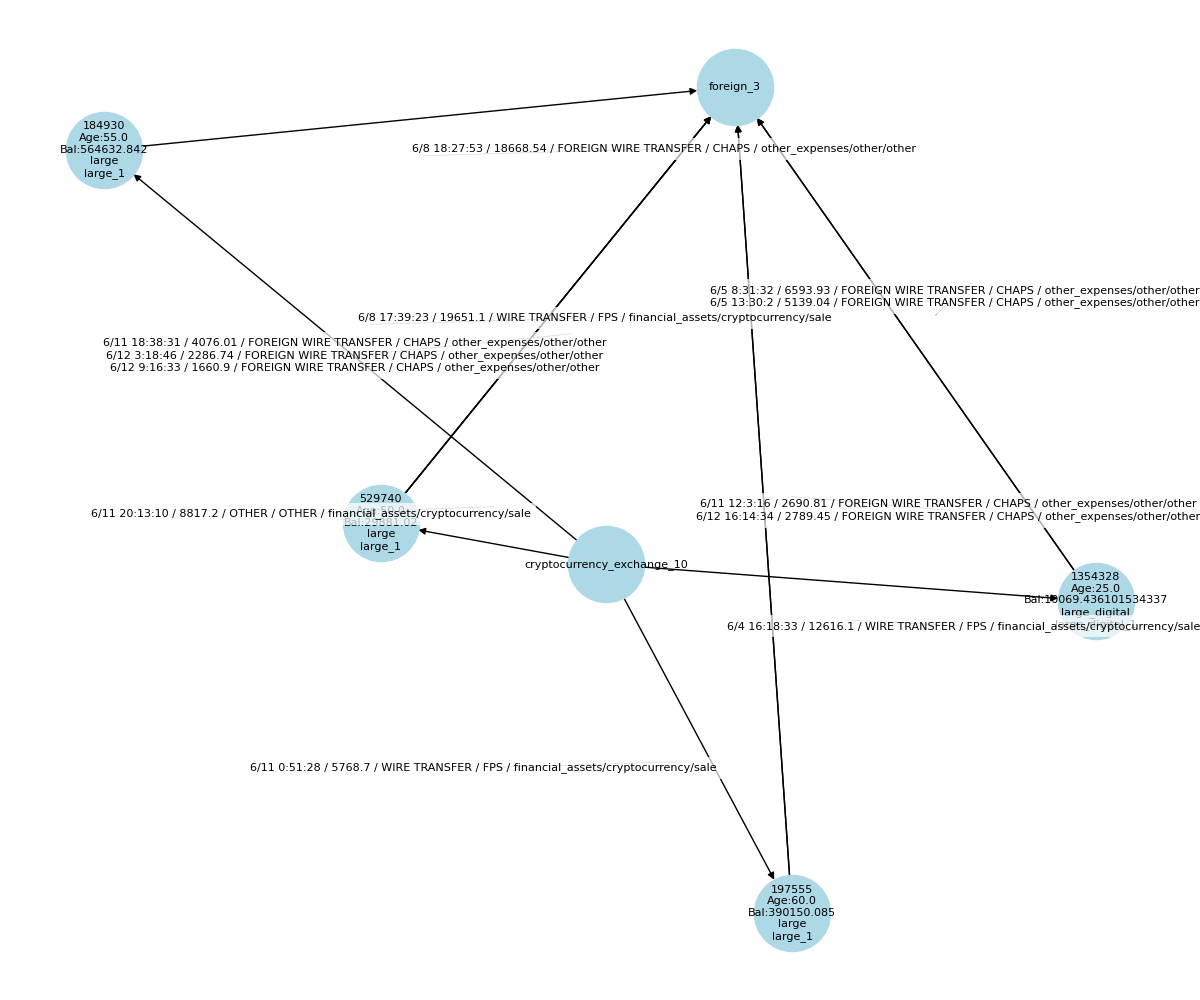 foreign_3
184930
Age:55.0
Bal:564632.842
large
large_1
6/8 18:27:53 / 18668.54 / FOREIGN WIRE TRANSFER / CHAPS / other_expenses/other/other
6/5 8:31:32 / 6593.93 / FOREIGN WIRE TRANSFER / CHAPS / other_expenses/other/other
6/5 13:30:2 / 5139.04 / FOREIGN WIRE TRANSFER / CHAPS / other_expenses/other/other
6/8 17:39:23 / 19651.1 / WIRE TRANSFER / FPS / financial_assets/cryptocurrency/sale
6/11 18:38:31 / 4076.01 / FOREIGN WIRE TRANSFER / CHAPS / other_expenses/other/other
6/12 3:18:46 / 2286.74 / FOREIGN WIRE TRANSFER / CHAPS / other_expenses/other/other
6/12 9:16:33 / 1660.9 / FOREIGN WIRE TRANSFER / CHAPS / other_expenses/other/other
529740
Age:50.0
Bal:29881.02
large
large_1
6/11 20:13:10 / 8817.2 / OTHER / OTHER / financial_assets/cryptocurrency/sale
6/11 12:3:16 / 2690.81 / FOREIGN WIRE TRANSFER / CHAPS / other_expenses/other/other
6/12 16:14:34 / 2789.45 / FOREIGN WIRE TRANSFER / CHAPS / other_expenses/other/other
cryptocurrency_exchange_10
1354328
Age:25.0
Bal:10069.436101534337
large_digital
6/4 16:18:33 / 12616.1 / WIRE TRANSFER / FPS / financial_assets/cryptocurrency/sale
6/11 0:51:28 / 5768.7 / WIRE TRANSFER / FPS / financial_assets/cryptocurrency/sale
197555
Age:60.0
Bal:390150.085
large
large_1